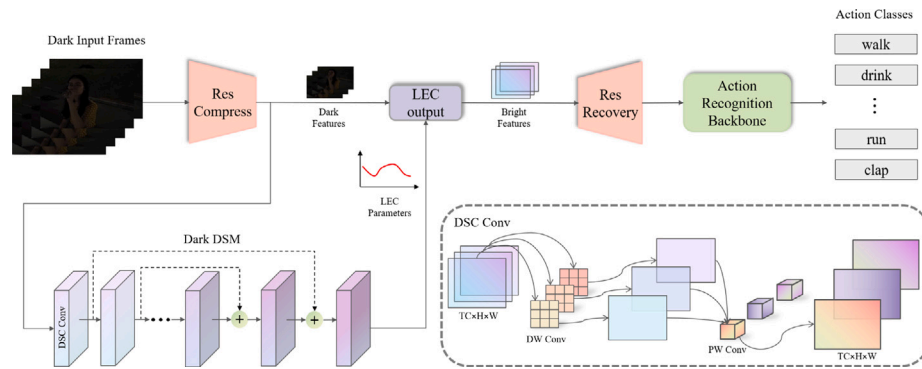 Dark Input Frames
Res
Compress
Dark
Features
LEC
output
Bright
Features
Res
Recovery
Action
Recognition
Backbone
Action Classes
walk
drink
run
clap
LEC
Parameters
Dark DSM
DSC Conv
+
+
DSC Conv
TC×H×W
DW Conv
PW Conv
TC×H×W